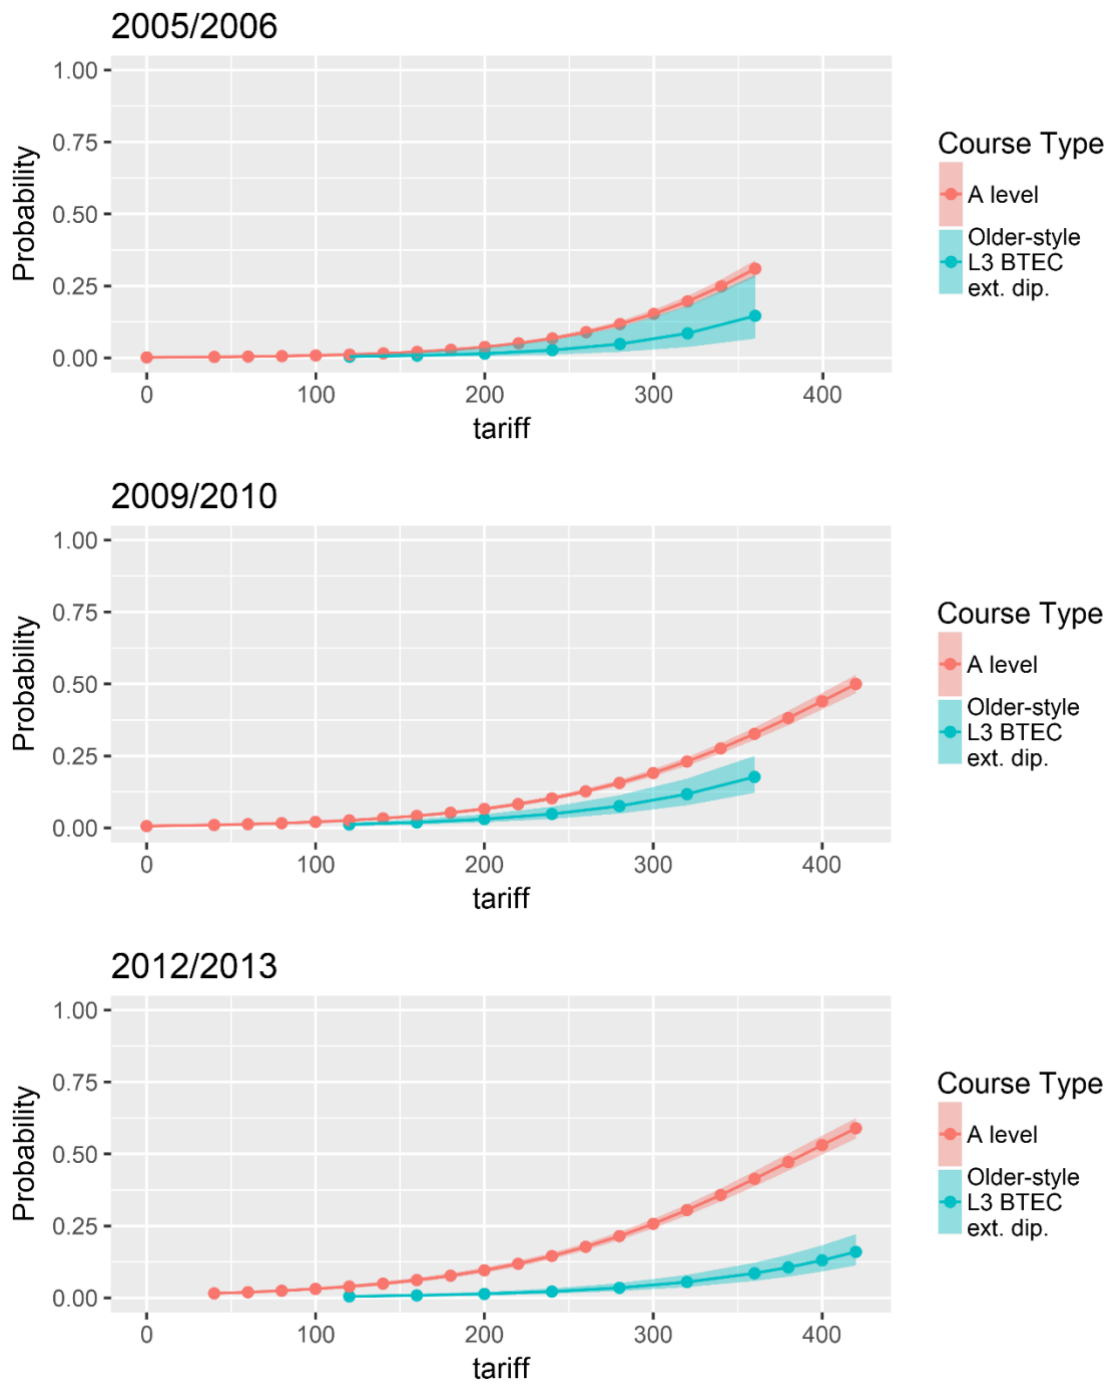 2005/2006
1.00
0.75
0.50
0.25
0.00
Probability
0
100
200
300
400
tariff
Course Type
A level
Older-style
L3 BTEC
ext. dip.
2009/2010
1.00
0.75
0.50
0.25
0.00
Probability
0
100
200
300
400
tariff
Course Type
A level
Older-style
L3 BTEC
ext. dip.
2012/2013
1.00
0.75
0.50
0.25
0.00
Probability
0
100
200
300
400
tariff
Course Type
A level
Older-style
L3 BTEC
ext. dip.